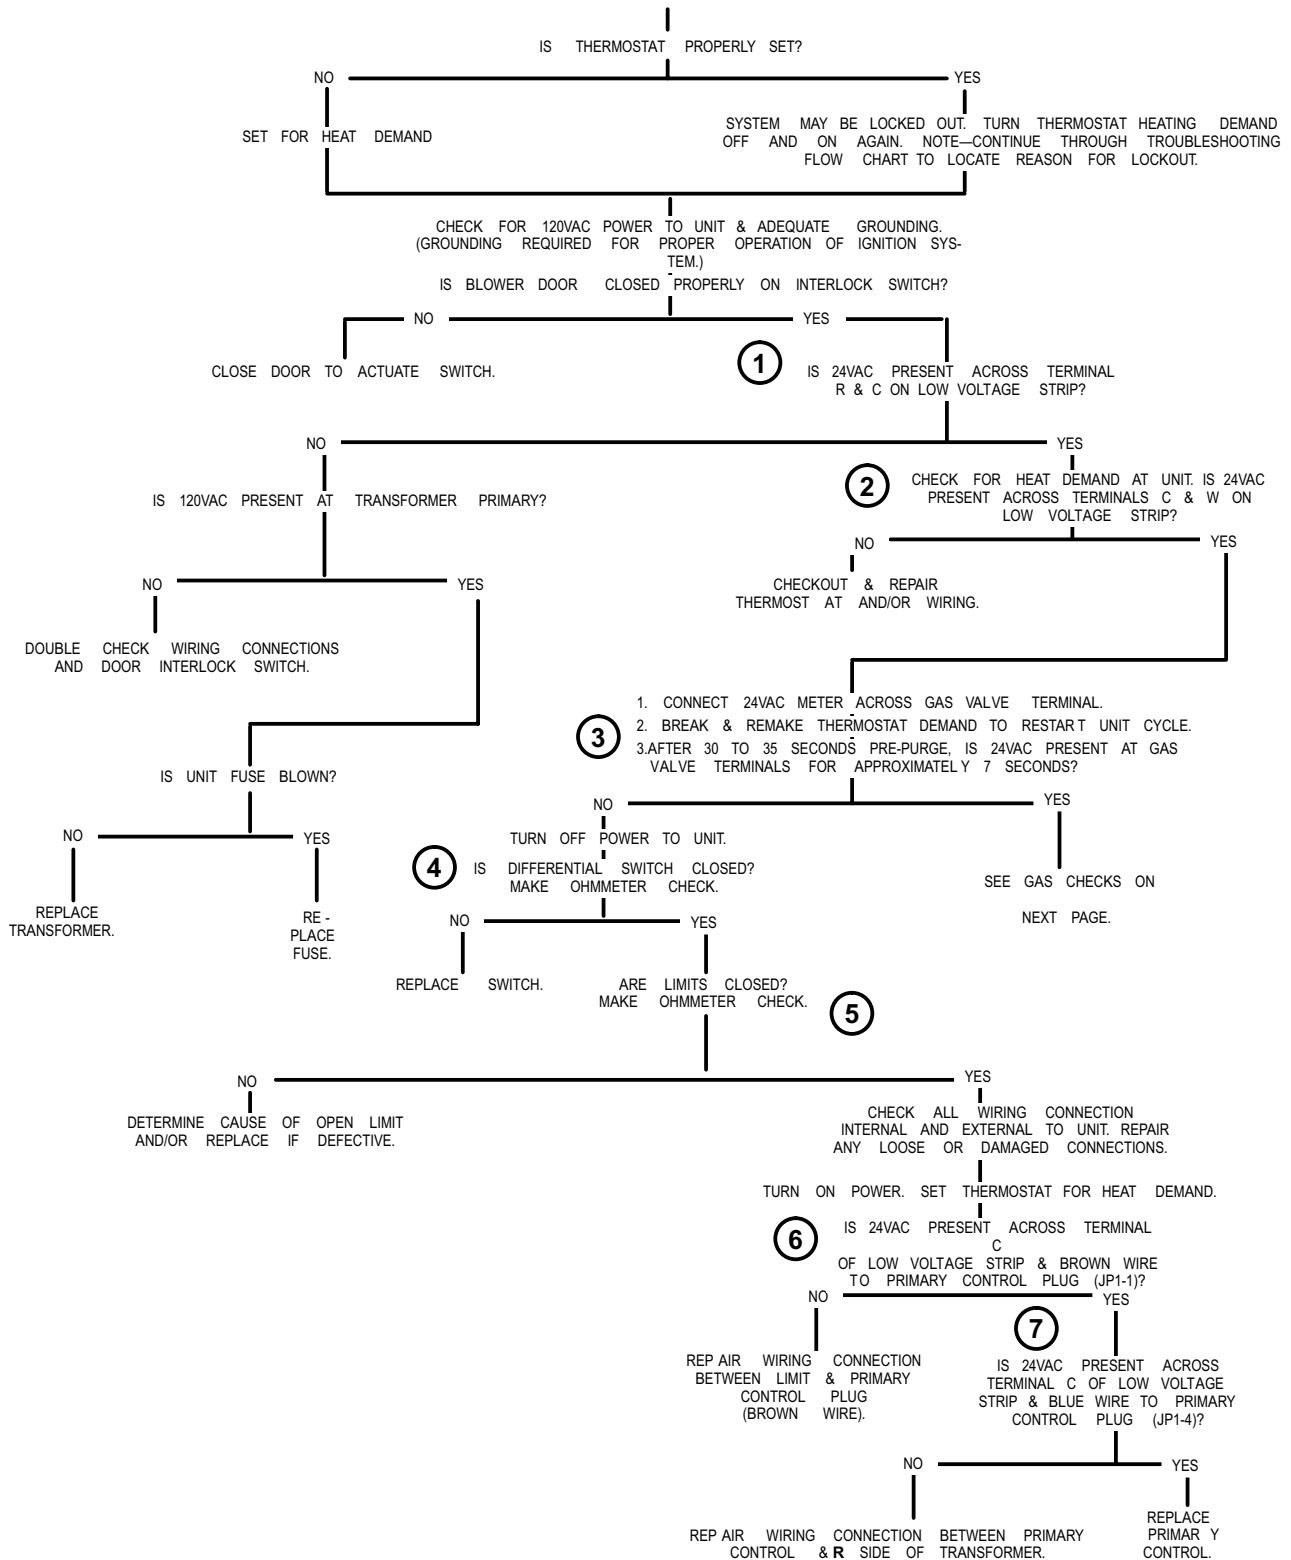 IS THERMOSTAT PROPERLY SET?
NO
YES
SET FOR HEAT DEMAND
SYSTEM MAY BE LOCKED OUT. TURN THERMOSTAT HEATING DEMAND
OFF AND ON AGAIN. NOTE—CONTINUE THROUGH TROUBLESHOOTING
FLOW CHART TO LOCATE REASON FOR LOCKOUT.
CHECK FOR 120VAC POWER TO UNIT & ADEQUATE GROUNDING.
(GROUNDING REQUIRED FOR PROPER OPERATION OF IGNITION SYS-
TEM.)
IS BLOWER DOOR CLOSED PROPERLY ON INTERLOCK SWITCH?
NO
YES
CLOSE DOOR TO ACTUATE SWITCH.
1
IS 24VAC PRESENT ACROSS TERMINAL
R & C ON LOW VOLTAGE STRIP?
NO
YES
IS 120VAC PRESENT AT TRANSFORMER PRIMARY?
2
CHECK FOR HEAT DEMAND AT UNIT. IS 24VAC
PRESENT ACROSS TERMINALS C & W ON
LOW VOLTAGE STRIP?
NO
YES
CHECKOUT & REPAIR
THERMOST AT AND/OR WIRING.
NO
YES
DOUBLE CHECK WIRING CONNECTIONS
AND DOOR INTERLOCK SWITCH.
3
1. CONNECT 24VAC METER ACROSS GAS VALVE TERMINAL.
2. BREAK & REMAKE THERMOSTAT DEMAND TO RESTAR T UNIT CYCLE.
3.AFTER 30 TO 35 SECONDS PRE-PURGE, IS 24VAC PRESENT AT GAS
VALVE TERMINALS FOR APPROXIMATEL Y 7 SECONDS?
IS UNIT FUSE BLOWN?
NO
YES
REPLACE
TRANSFORMER.
RE -
PLACE
FUSE.
NO
YES
TURN OFF POWER TO UNIT.
4
IS DIFFERENTIAL SWITCH CLOSED?
MAKE OHMMETER CHECK.
SEE GAS CHECKS ON
NEXT PAGE.
NO
YES
REPLACE SWITCH.
ARE LIMITS CLOSED?
MAKE OHMMETER CHECK.
5
NO
YES
DETERMINE CAUSE OF OPEN LIMIT
AND/OR REPLACE IF DEFECTIVE.
CHECK ALL WIRING CONNECTION
INTERNAL AND EXTERNAL TO UNIT. REPAIR
ANY LOOSE OR DAMAGED CONNECTIONS.
TURN ON POWER. SET THERMOSTAT FOR HEAT DEMAND.
6
IS 24VAC PRESENT ACROSS TERMINAL
C
OF LOW VOLTAGE STRIP & BROWN WIRE
TO PRIMARY CONTROL PLUG (JP1-1)?
NO
YES
REP AIR WIRING CONNECTION
BETWEEN LIMIT & PRIMARY
CONTROL PLUG
(BROWN WIRE).
7
IS 24VAC PRESENT ACROSS
TERMINAL C OF LOW VOLTAGE
STRIP & BLUE WIRE TO PRIMARY
CONTROL PLUG (JP1-4)?
NO
YES
REP AIR WIRING CONNECTION BETWEEN PRIMARY
CONTROL & R SIDE OF TRANSFORMER.
REPLACE
PRIMAR Y
CONTROL.